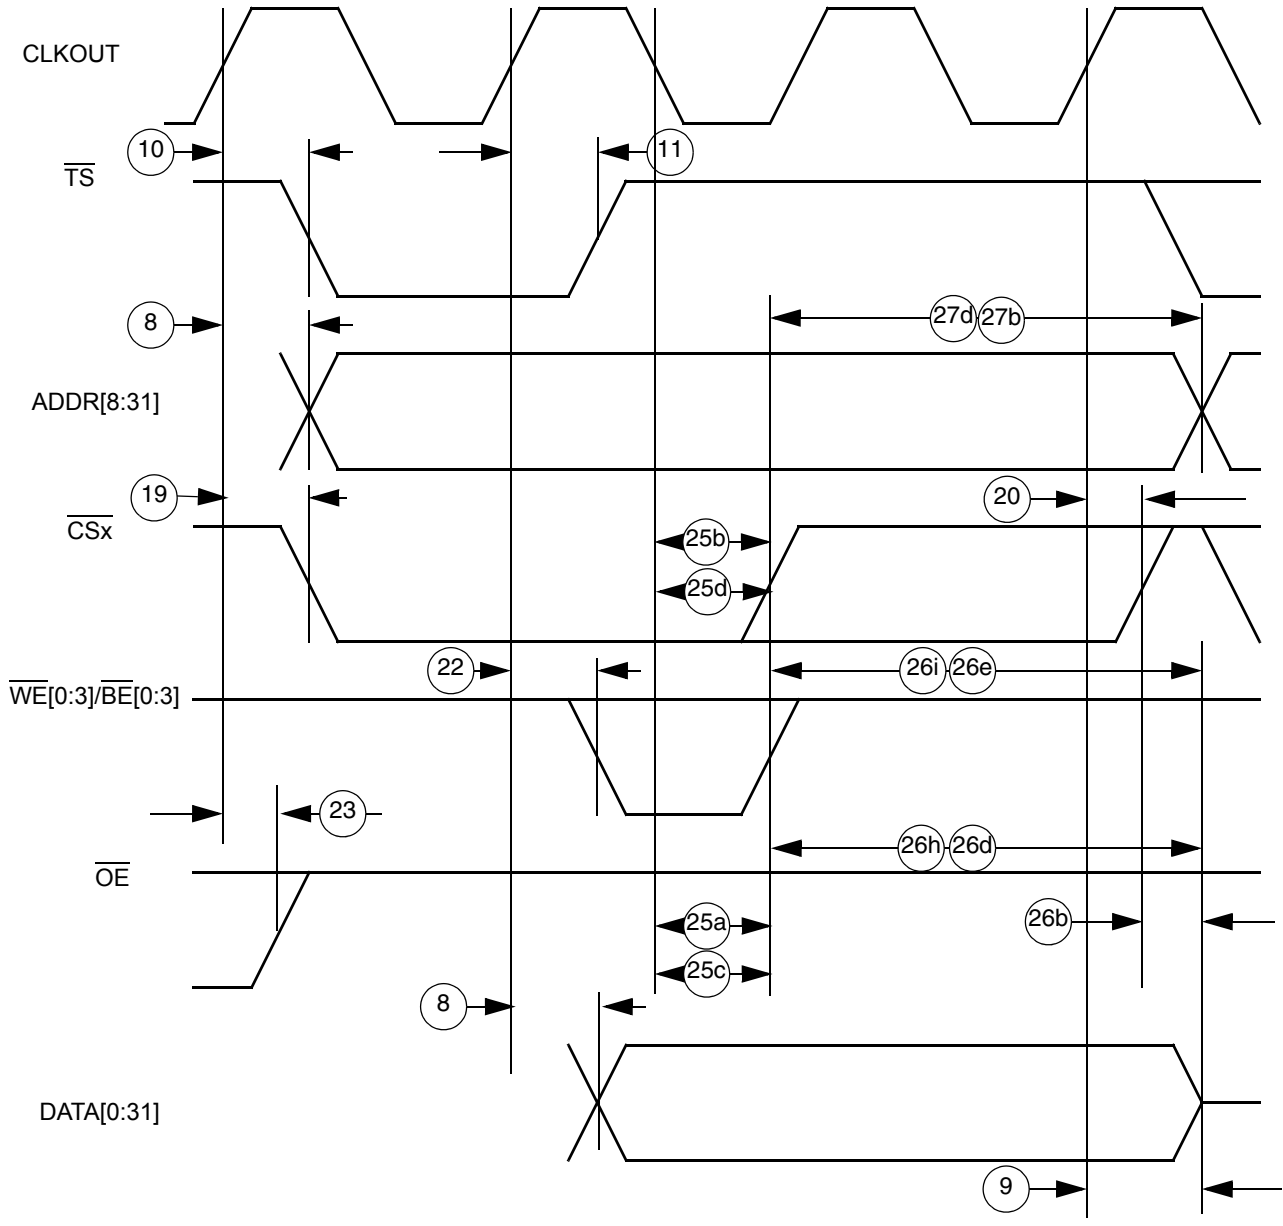 CLKOUT
10
11
TS
8
27d 27b
ADDR[8:31]
19
20
CSx
25b
25d
22
26i 26e
WE[0:3]/BE[0:3]
23
26h 26d
OE
25a
26b
25c
8
DATA[0:31]
9